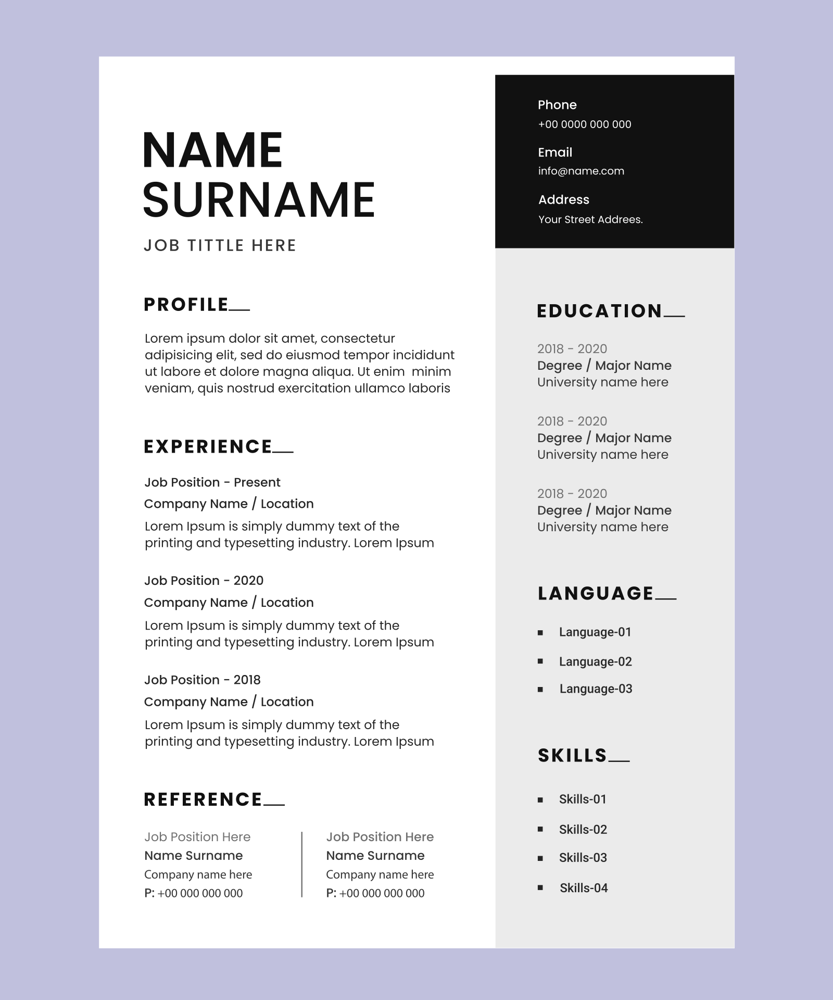 NAME
SURNAME
JOB TITTLE HERE
PROFILE
Lorem ipsum dolor sit amet, consectetur
adipisicing elit, sed do eiusmod tempor incididunt
ut labore et dolore magna aliqua. Ut enim  minim
veniam, quis nostrud exercitation ullamco laboris
EXPERIENCE
Job Position - Present
Company Name / Location
Lorem Ipsum is simply dummy text of the
printing and typesetting industry. Lorem Ipsum
Job Position - 2020
Company Name / Location
Lorem Ipsum is simply dummy text of the
printing and typesetting industry. Lorem Ipsum
Job Position - 2018
Company Name / Location
Lorem Ipsum is simply dummy text of the
printing and typesetting industry. Lorem Ipsum
REFERENCE
Job Position Here
Name Surname
Company name here
P: +00 000 000 000
Job Position Here
Name Surname
Company name here
P: +00 000 000 000
Phone
+00 0000 000 000
Email
info@name.com
Address
Your Street Addrees.
EDUCATION
2018 - 2020
Degree / Major Name
University name here
2018 - 2020
Degree / Major Name
University name here
2018 - 2020
Degree / Major Name
University name here
LANGUAGE
Language-01
Language-02
Language-03
SKILLS
Skills-01
Skills-02
Skills-03
Skills-04